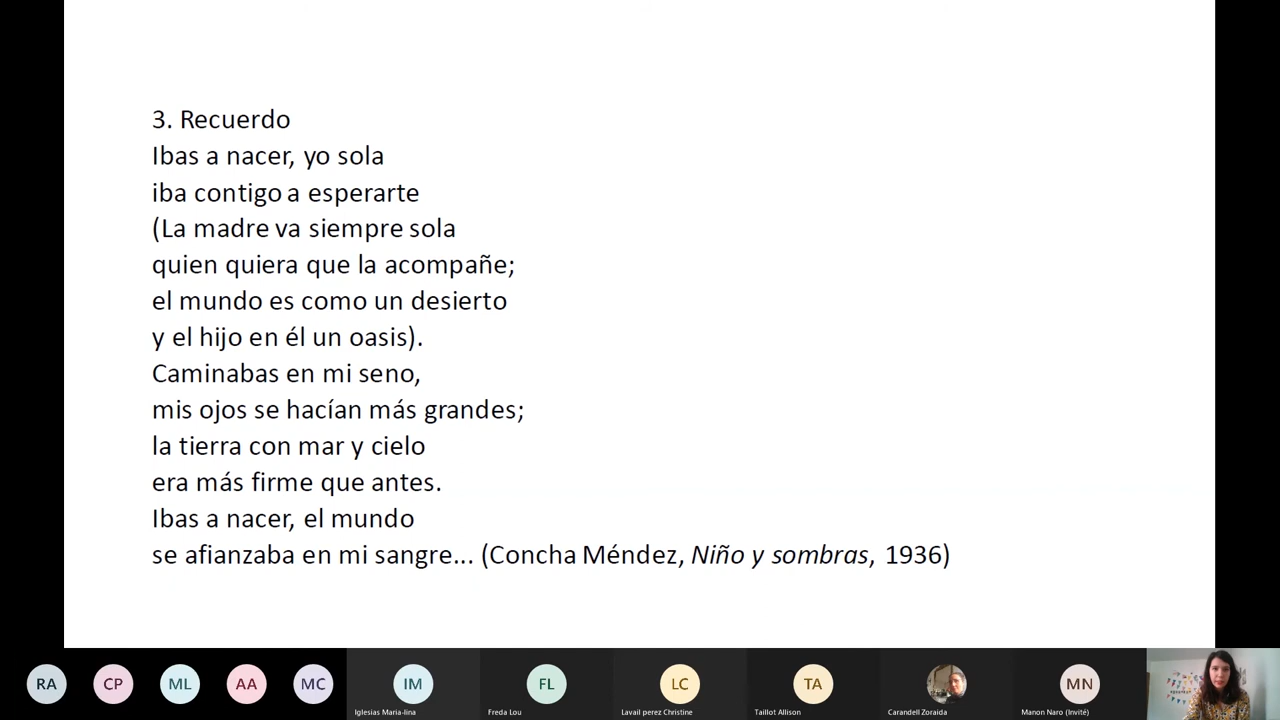 3. Recuerdo
Ibas a nacer, yo sola
iba contigo a esperarte
(La madre va siempre sola
quien quiera que la acompañe;
el mundo es como un desierto
y el hijo en él un oasis).
Caminabas en mi seno,
mis ojos se hacían más grandes;
la tierra con mar y cielo
era más firme que antes.
Ibas a nacer, el mundo
se afianzaba en mi sangre... (Concha Méndez, Niño y sombras, 1936)
RA CP ML AA MC IM FL LC TA MN
Iglesias Maria-lina Freda Lou Lavail perez Christine Taillot Allison Carandell Zoraida Manon Naro (Invité)